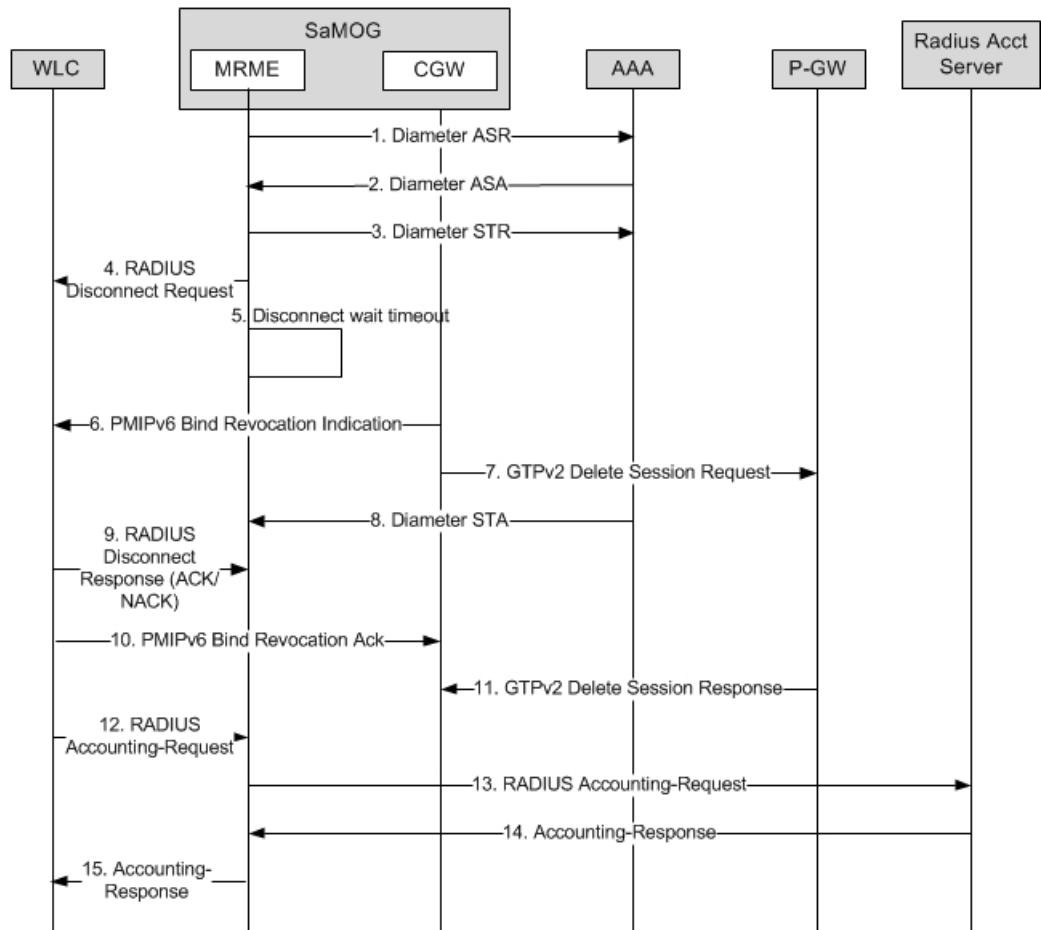 SaMOG
WLC
MRME
CGW
AAA
P-GW
Radius Acct
Server
1. Diameter ASR
2. Diameter ASA
3. Diameter STR
4. RADIUS
Disconnect Request
5. Disconnect wait timeout
6. PMIPv6 Bind Revocation Indication
7. GTPv2 Delete Session Request
8. Diameter STA
9. RADIUS
Disconnect
Response (ACK/
NACK)
10. PMIPv6 Bind Revocation Ack
11. GTPv2 Delete Session Response
12. RADIUS
Accounting-Request
13. RADIUS Accounting-Request
14. Accounting-Response
15. Accounting-
Response